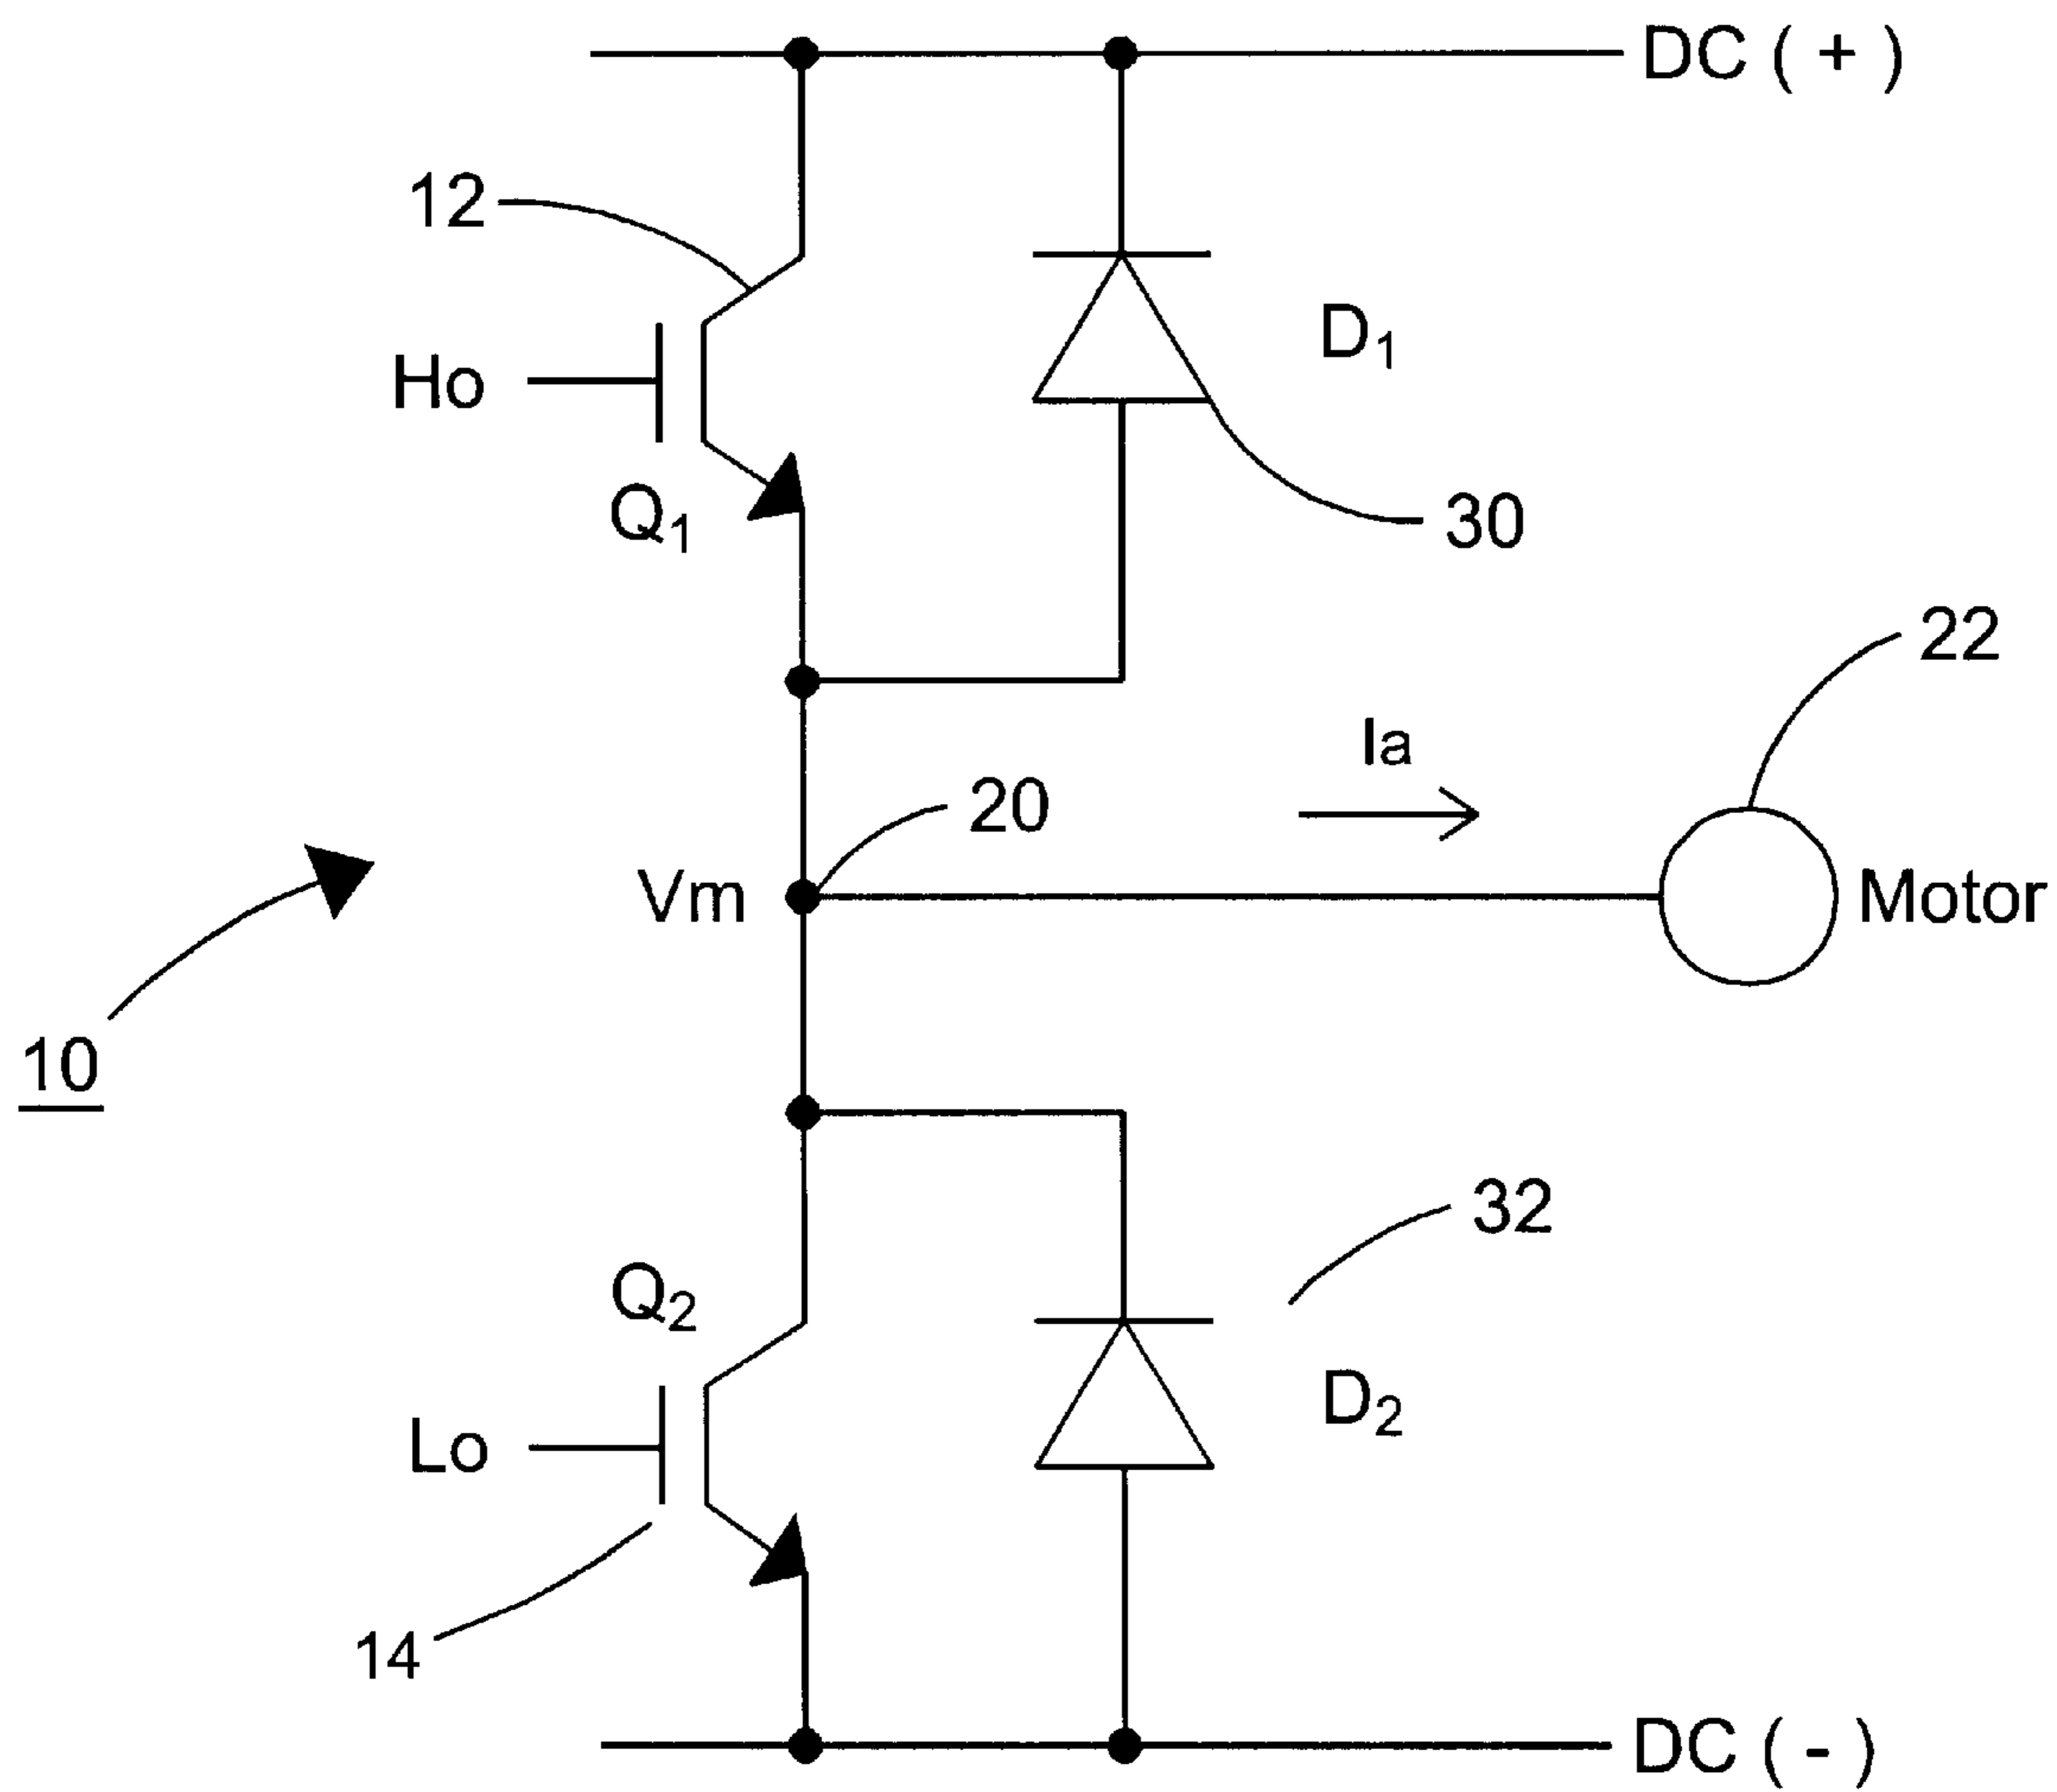 DC ( + )
12
D1
Ho
Q1
30
22
Ia
20
Vm
Motor
10
32
Q2
D2
Lo
14
DC ( - )